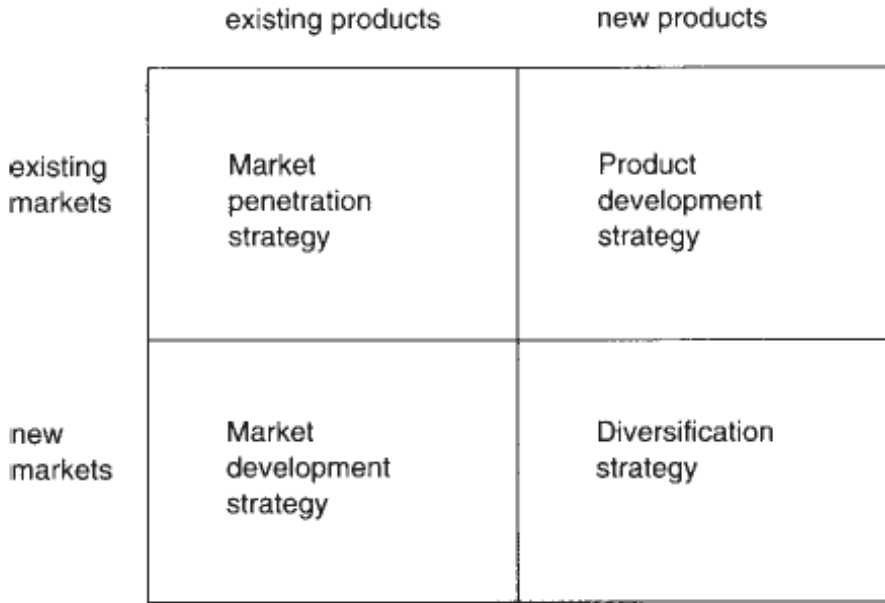 existing products
new products
existing
markets
Market
penetration
strategy
Product
development
strategy
new
markets
Market
development
strategy
Diversification
strategy